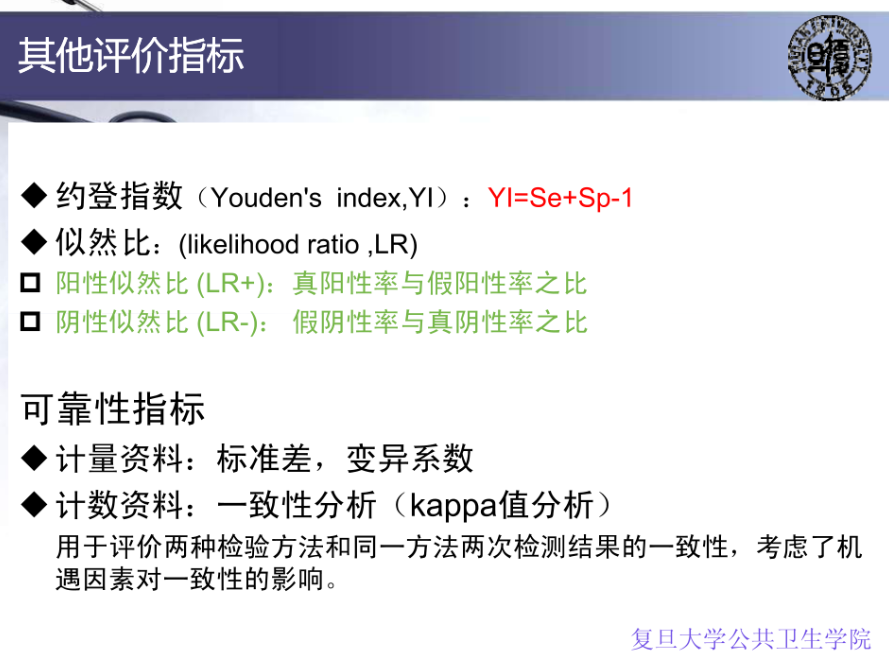 其他评价指标
◆ 约登指数（Youden's index,YI）：YI=Se+Sp-1
◆ 似然比：(likelihood ratio ,LR)
阳性似然比 (LR+)：真阳性率与假阳性率之比
阴性似然比 (LR-)： 假阴性率与真阴性率之比
可靠性指标
◆ 计量资料：标准差，变异系数
◆ 计数资料：一致性分析（kappa值分析）
用于评价两种检验方法和同一方法两次检测结果的一致性，考虑了机
遇因素对一致性的影响。
复旦大学公共卫生学院